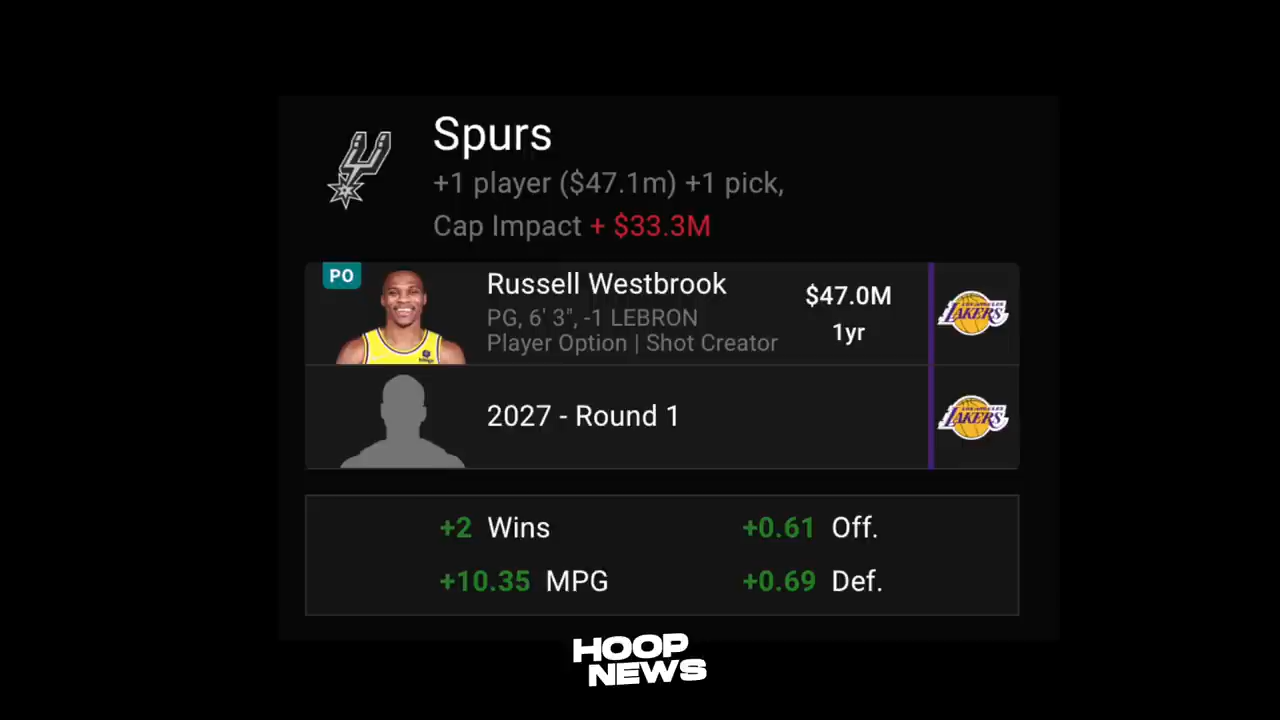 Spurs
+1 player ($47.1m) +1 pick,
Cap Impact + $33.3M
PO
Russell Westbrook
PG, 6' 3", -1 LEBRON
Player Option | Shot Creator
$47.0M
1yr
LAKERS
2027 - Round 1
LAKERS
+2 Wins
+0.61 Off.
+10.35 MPG
+0.69 Def.
HOOP
NEWS